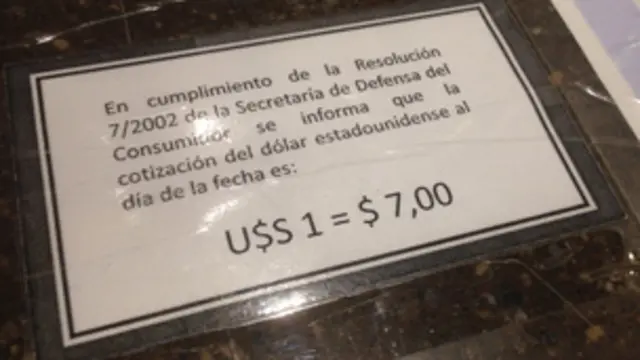 En cumplimiento de la Resolución
7/2002 de la Secretaría de Defensa del
Consumidor se informa que la
cotización del dólar estadounidense al
día de la fecha es:
U$S 1 = $ 7,00